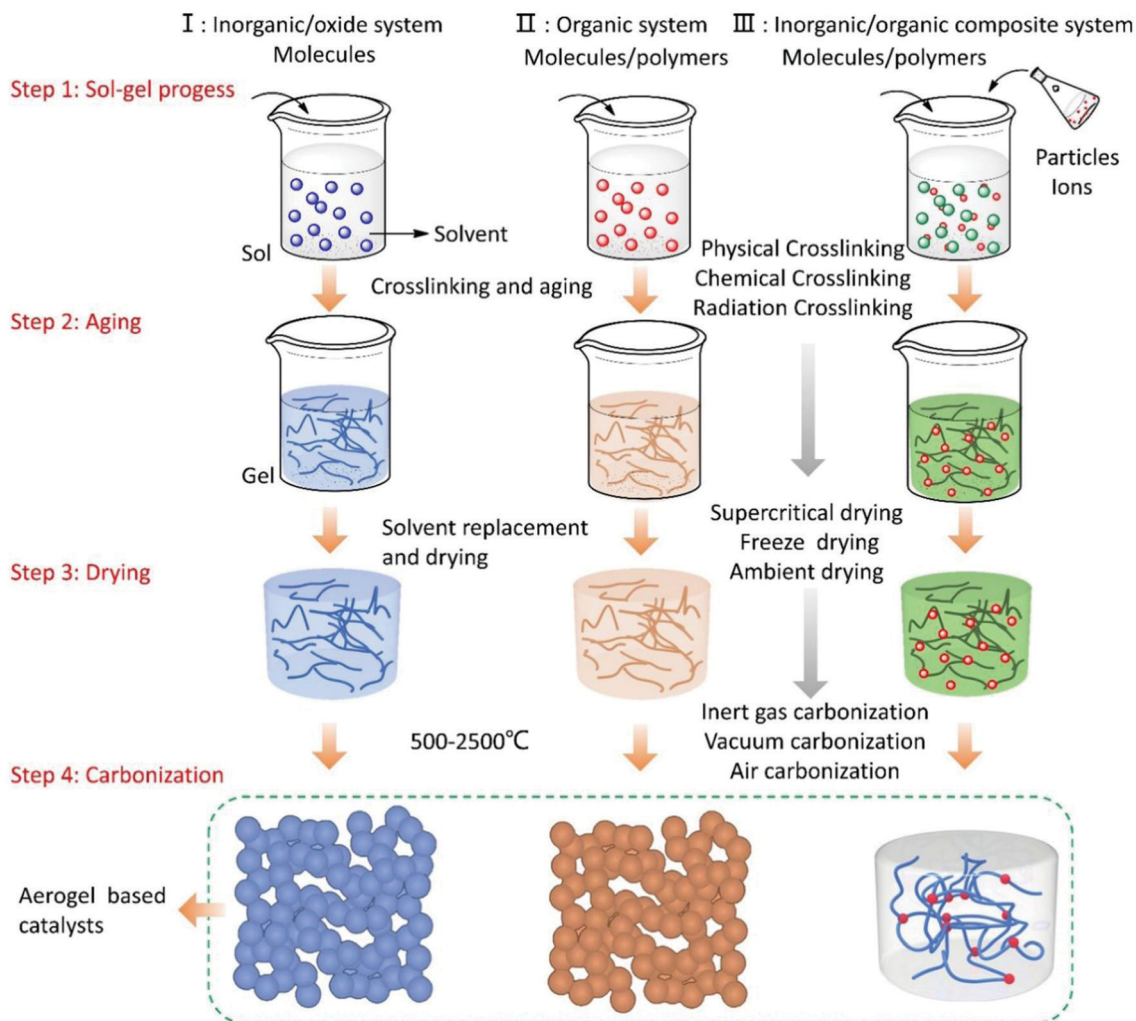 Ⅰ : Inorganic/oxide system
Molecules
Ⅱ : Organic system
Molecules/polymers
Ⅲ : Inorganic/organic composite system
Molecules/polymers
Step 1: Sol-gel progess
Particles
Ions
Solvent
Sol
Crosslinking and aging
Physical Crosslinking
Chemical Crosslinking
Radiation Crosslinking
Step 2: Aging
Gel
Solvent replacement
and drying
Supercritical drying
Freeze drying
Ambient drying
Step 3: Drying
500-2500℃
Inert gas carbonization
Vacuum carbonization
Air carbonization
Step 4: Carbonization
Aerogel based
catalysts